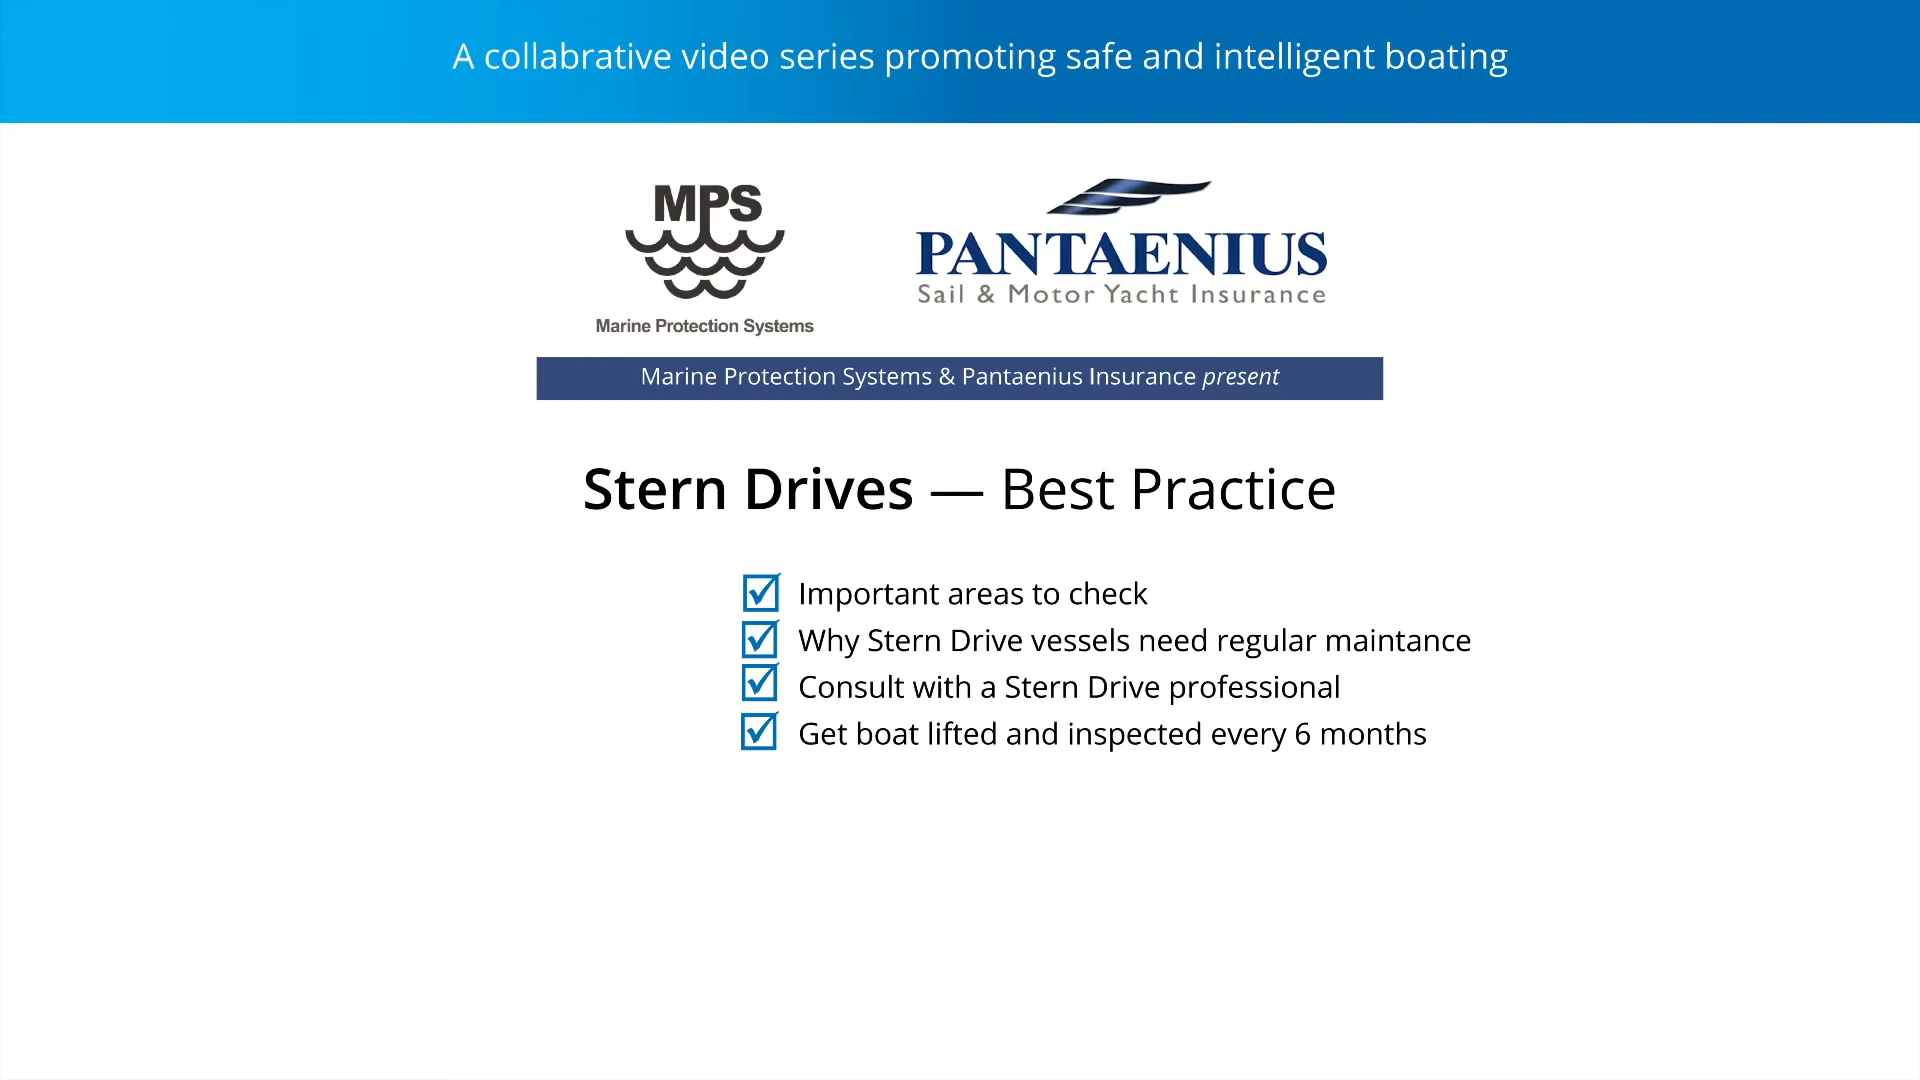 A collabrative video series promoting safe and intelligent boating
MPS
Marine Protection Systems
PANTAENIUS
Sail & Motor Yacht Insurance
Marine Protection Systems & Pantaenius Insurance present
Stern Drives — Best Practice
Important areas to check
Why Stern Drive vessels need regular maintance
Consult with a Stern Drive professional
Get boat lifted and inspected every 6 months